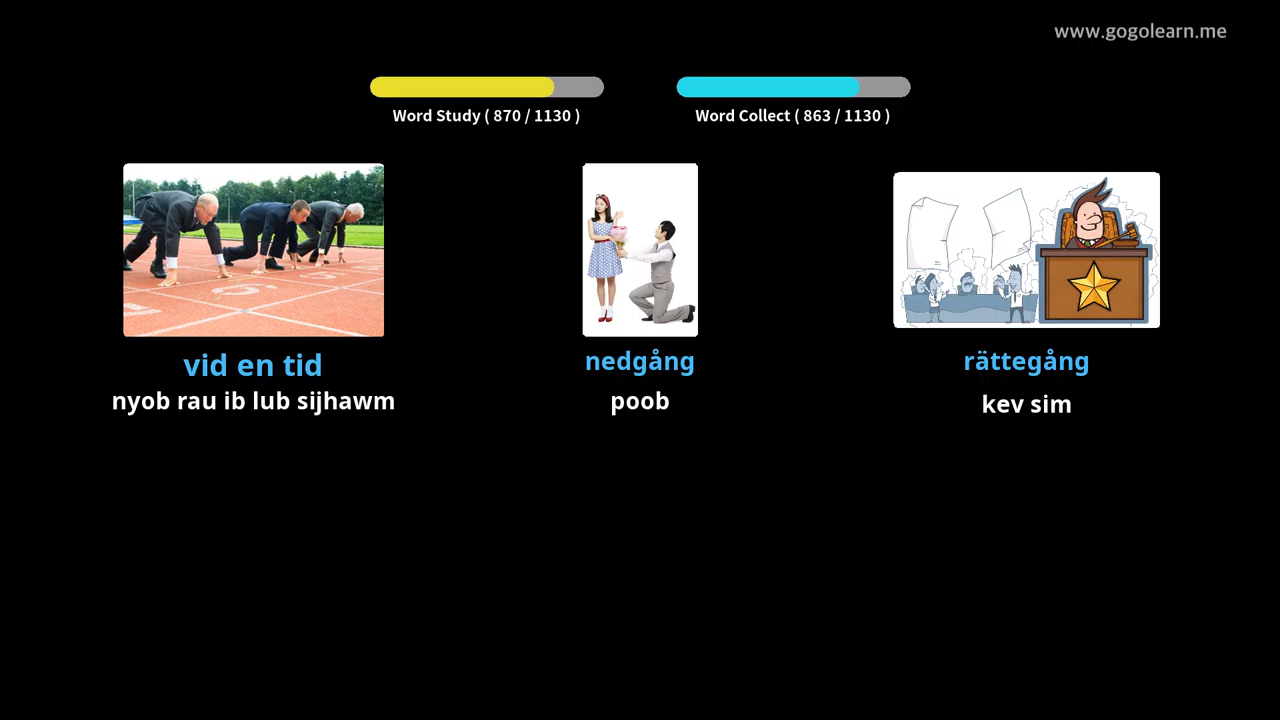 www.gogolearn.me
Word Study ( 870 / 1130 )
Word Collect ( 863 / 1130 )
vid en tid
nyob rau ib lub sijhawm
nedgång
poob
rättegång
kev sim